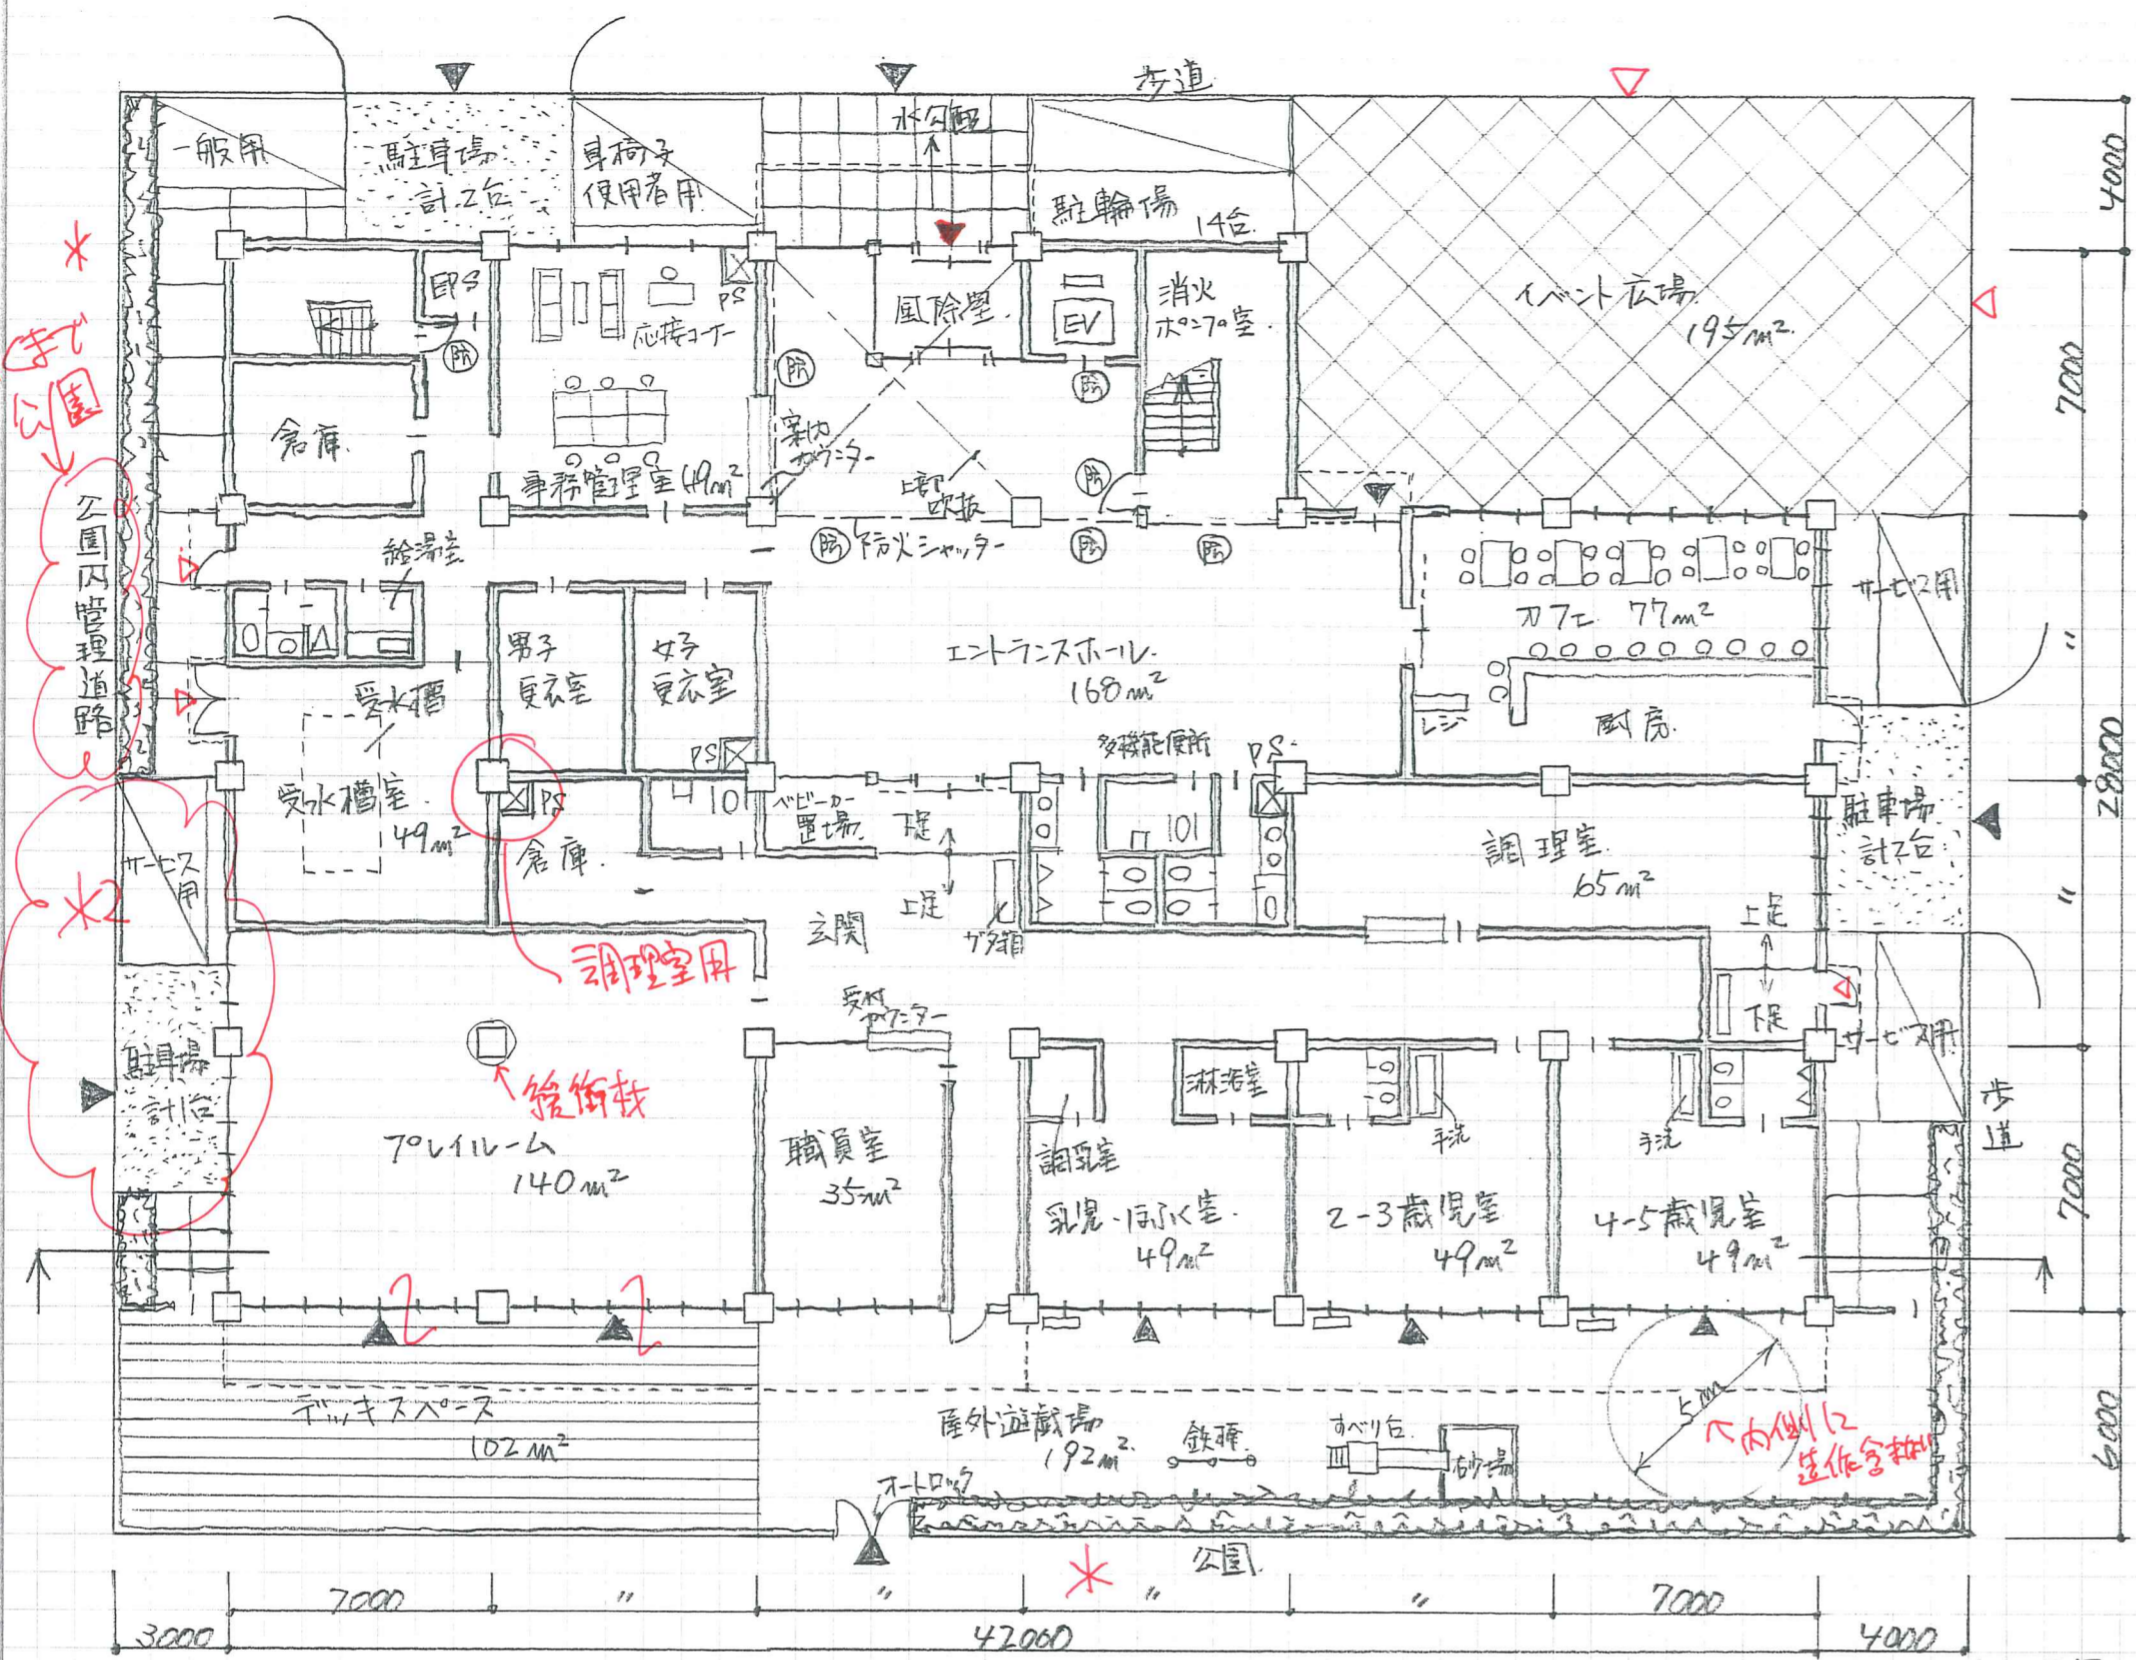 歩道
一般用
駐車場
計2台
車椅子
使用者用
水勾配
駐輪場
14台
4000
EPS
PS
応接コーナー
風除室
EV
消火
ポンプ室
イベント広場
195m²
7000
*
まで
公園
倉庫
防
防
防
防
案内
カウンター
事務管理室 49m²
上部
吹抜
防 防火シャッター
防
防
給湯室
公園内管理道路
男子
更衣室
女子
更衣室
PS
エントランスホール
168m²
カフェ 77m²
サービス用
レジ
厨房
〃
28000
受水槽
受水槽室
49m²
PS
倉庫
ベビーカー
置場
下足
上足
多機能便所
PS
調理室
65m²
駐車場
計2台
〃
サービス
用
*2
調理室用
玄関
ゲタ箱
上足
下足
サービス用
受付
カウンター
駐車場
計1台
プレイルーム
140m²
職員室
35m²
調乳室
沐浴室
乳児・ほふく室
49m²
手洗
2-3歳児室
49m²
手洗
4-5歳児室
49m²
歩道
7000
デッキスペース
102m²
屋外遊戯場
192m²
鉄棒
すべり台
砂場
5m
オートロック
公園
*
6000
7000
〃
〃
〃
〃
7000
3000
42000
4000